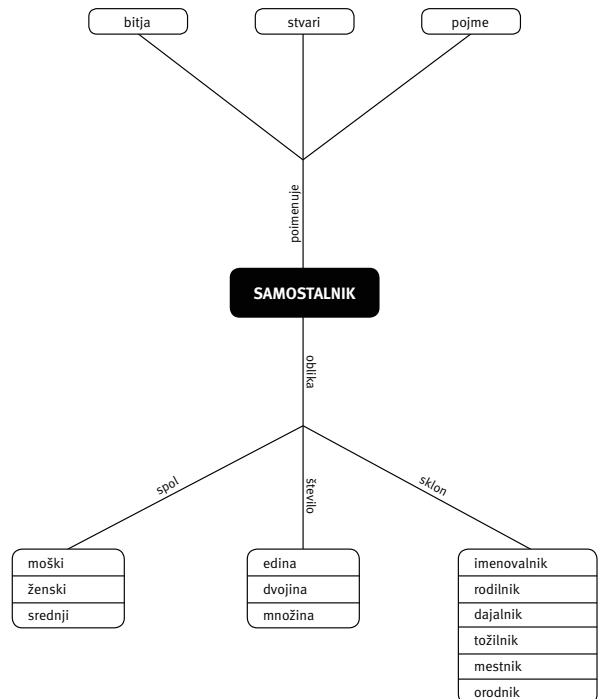 bitja
stvari
pojme
poimenuje
SAMOSTALNIK
oblika
spol
število
sklon
moški
ženski
srednji
edina
dvojina
množina
imenovalnik
rodilnik
dajalnik
tožilnik
mestnik
orodnik